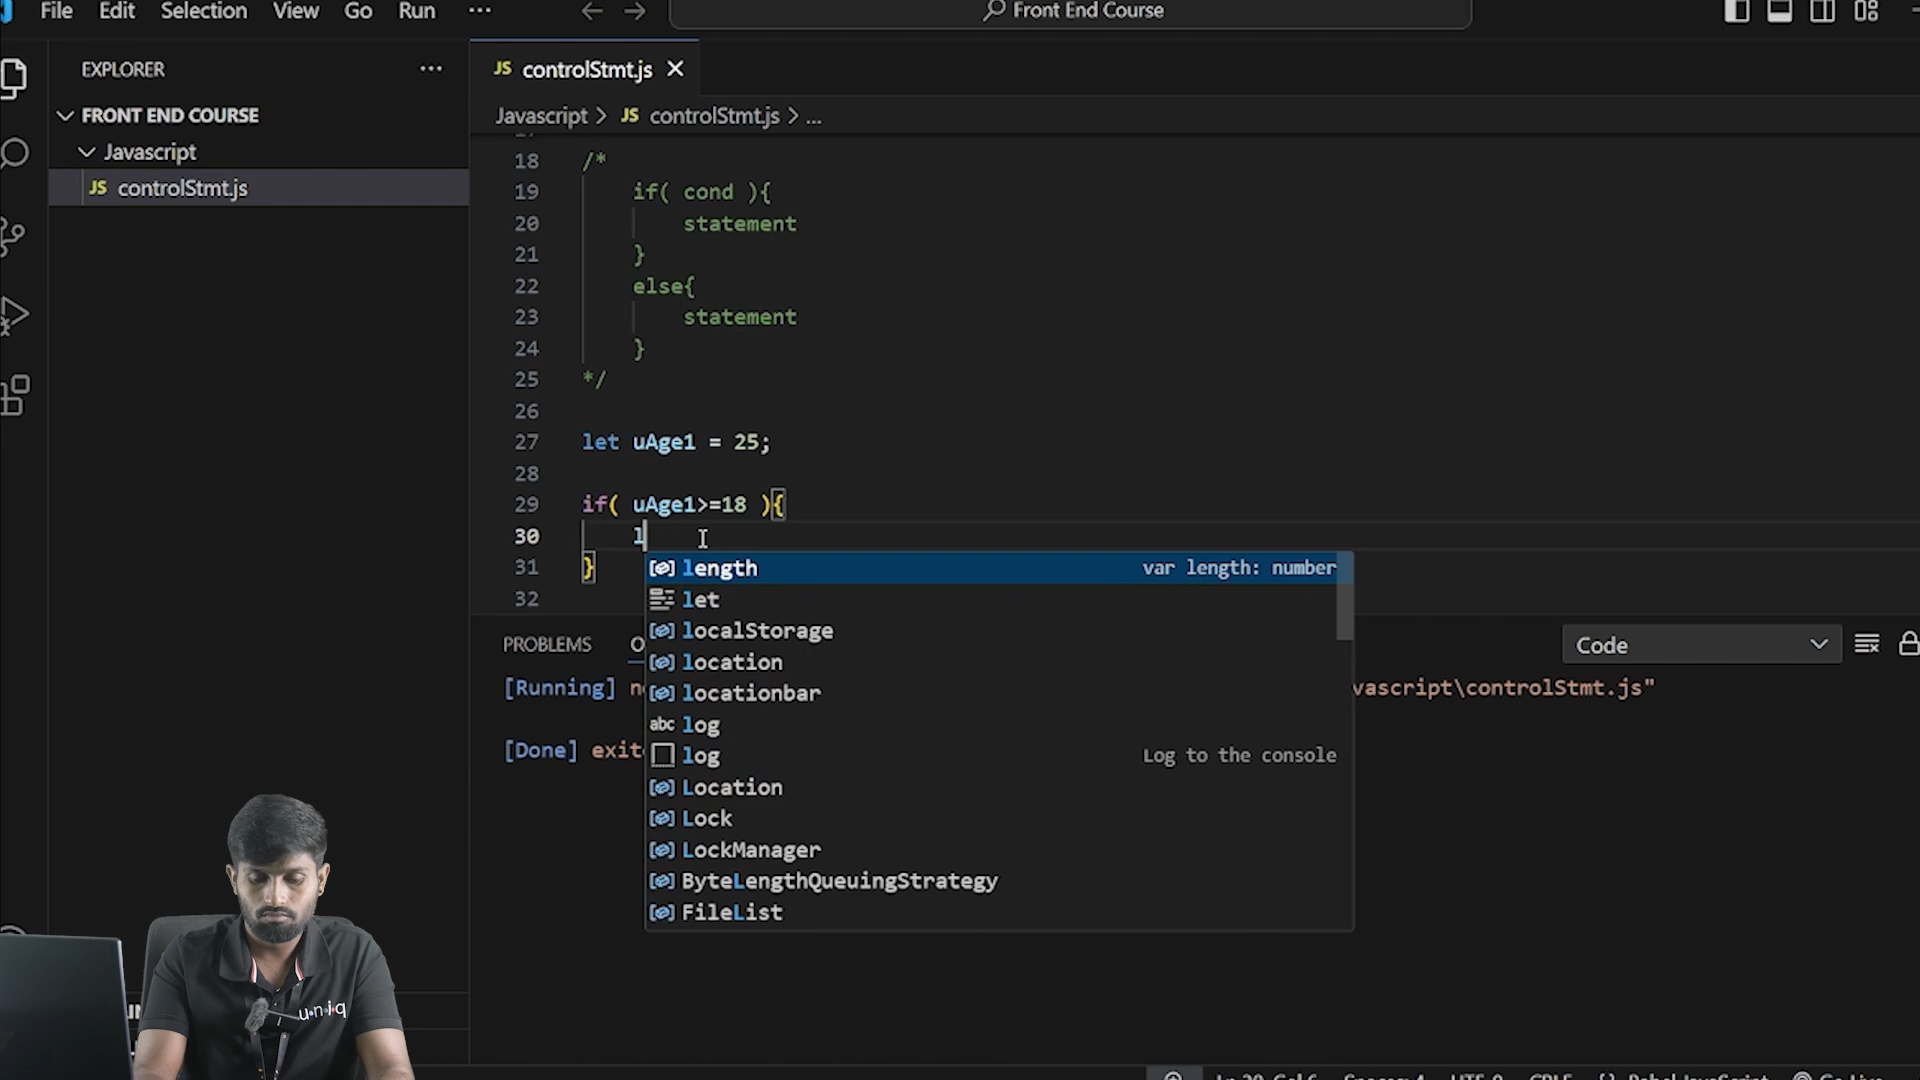 File Edit Selection View Go Run ... Front End Course
EXPLORER ...
JS controlStmt.js
FRONT END COURSE
Javascript > JS controlStmt.js > ...
Javascript
JS controlStmt.js
18 /*
19 if( cond ){
20 statement
21 }
22 else{
23 statement
24 }
25 */
26
27 let uAge1 = 25;
28
29 if( uAge1>=18 ){
30 l
31 }
32
length var length: number
let
localStorage
location
locationbar
abc log
log Log to the console
Location
Lock
LockManager
ByteLengthQueuingStrategy
FileList
PROBLEMS Code
[Running] vascript\controlStmt.js"
[Done]
u·n·i·q